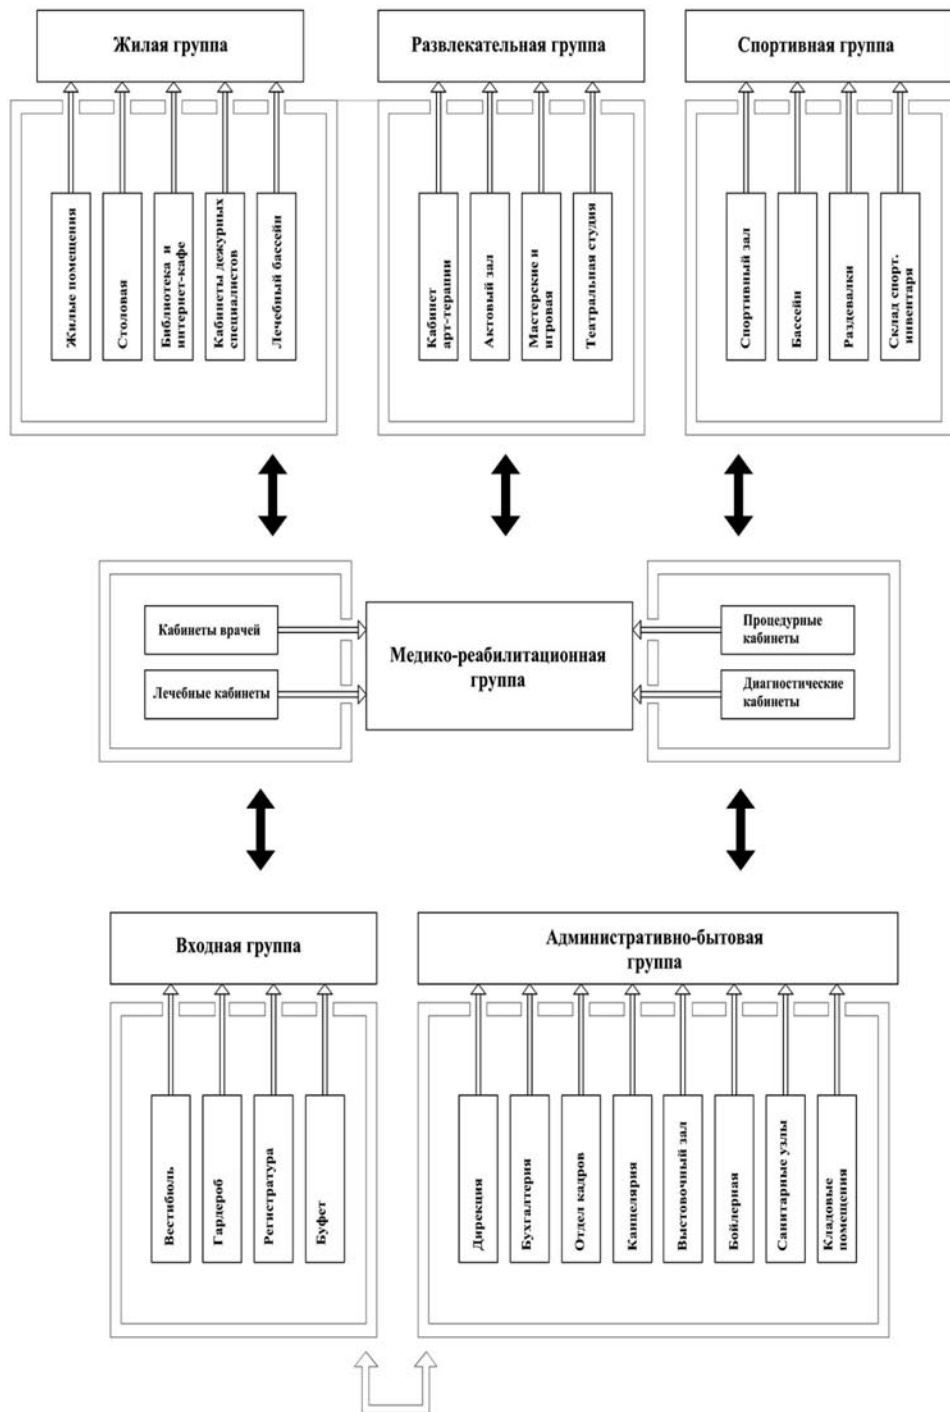 Жилая группа
Развлекательная группа
Спортивная группа
Жилые помещения
Столовая
Библиотека и
интернет-кафе
Кабинеты дежурных
специалистов
Лечебный бассейн
Кабинет
арт-терапии
Актовый зал
Мастерские и
игровая
Театральная студия
Спортивный зал
Бассейн
Раздевалки
Склад спорт.
инвентаря
Кабинеты врачей
Лечебные кабинеты
Медико-реабилитационная
группа
Процедурные
кабинеты
Диагностические
кабинеты
Входная группа
Административно-бытовая
группа
Вестибюль
Гардероб
Регистратура
Буфет
Дирекция
Бухгалтерия
Отдел кадров
Канцелярия
Выстовочный зал
Бойлерная
Санитарные узлы
Кладовые
помещения